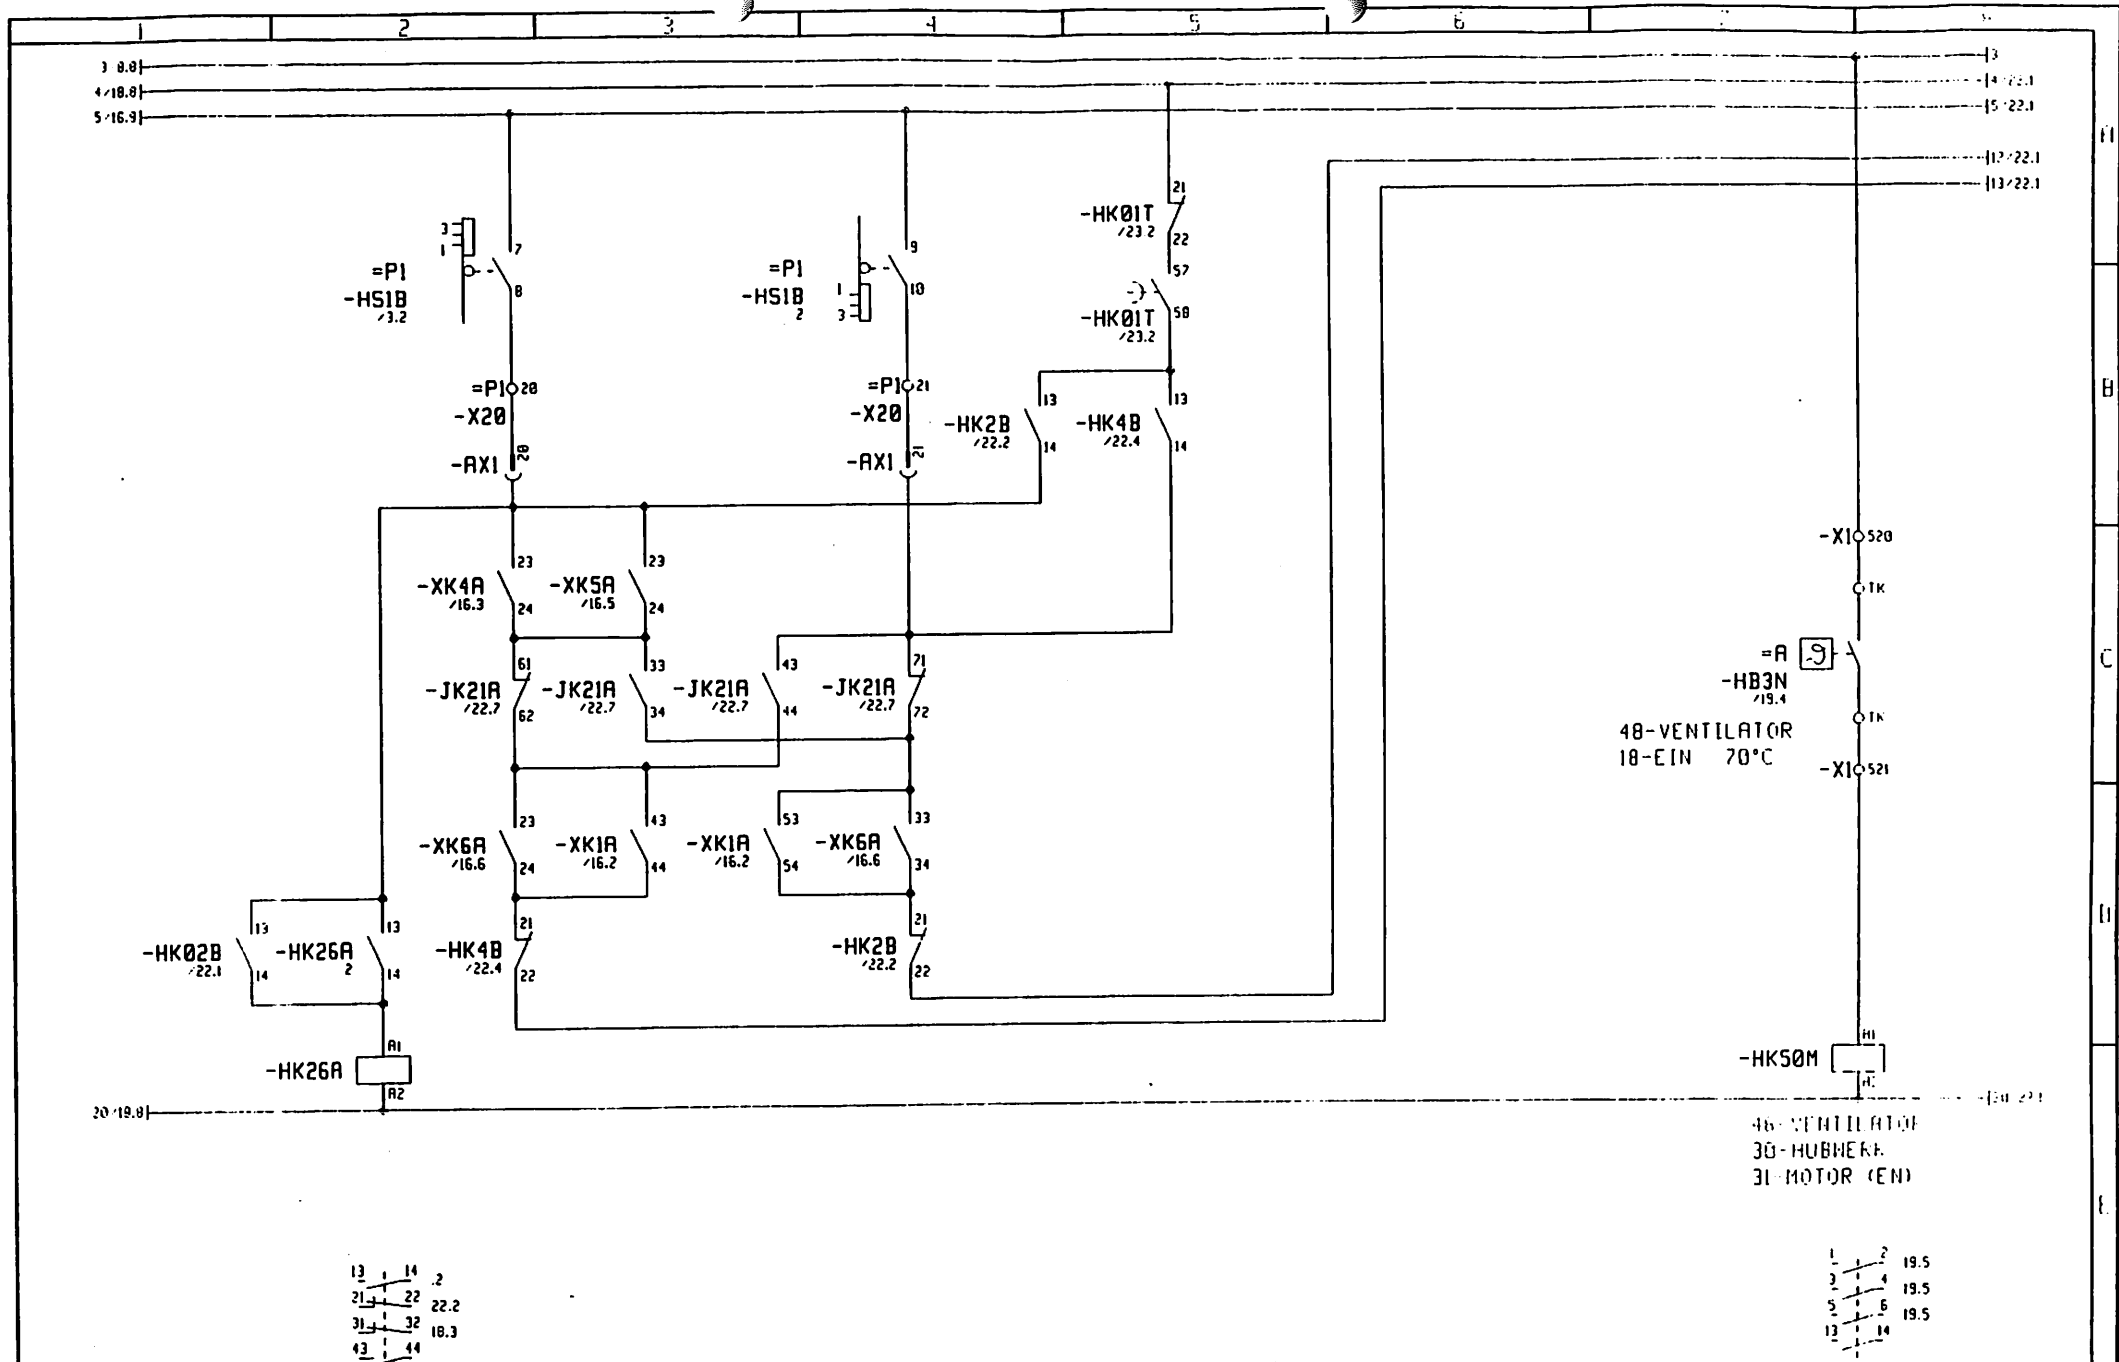 1 2 3 4 5 6
3 8.8
3
4/18.8
4/22.1
5/16.9
5/22.1
12/22.1
13/22.1
A
B
C
=P1
-HS1B
/3.2
3
1
7
8
=P1
-HS1B
2
1
3
9
10
-HK01T
/23.2
21
22
-HK01T
/23.2
57
58
=P1 20
-X20
-AX1 20
=P1 21
-X20
-AX1 21
-HK2B
/22.2
13
14
-HK4B
/22.4
13
14
-XK4A
/16.3
23
24
-XK5A
/16.5
23
24
-JK21A
/22.7
61
62
-JK21A
/22.7
33
34
-JK21A
/22.7
43
44
-JK21A
/22.7
71
72
-X1 520
TK
=A
-HB3N
/19.4
TK
48-VENTILATOR
18-EIN 70°C
-X1 521
-XK6A
/16.6
23
24
-XK1A
/16.2
43
44
-XK1A
/16.2
53
54
-XK6A
/16.6
33
34
-HK02B
/22.1
13
14
-HK26A
2
13
14
-HK4B
/22.4
21
22
-HK2B
/22.2
21
22
-HK26A
A1
A2
-HK50M
A1
20/19.8
46-VENTILATOR
30-HUBWERK
31-MOTOR (EN)
13 14 .2
21 22 22.2
31 32 18.3
43 44
1 2 19.5
3 4 19.5
5 6 19.5
13 14